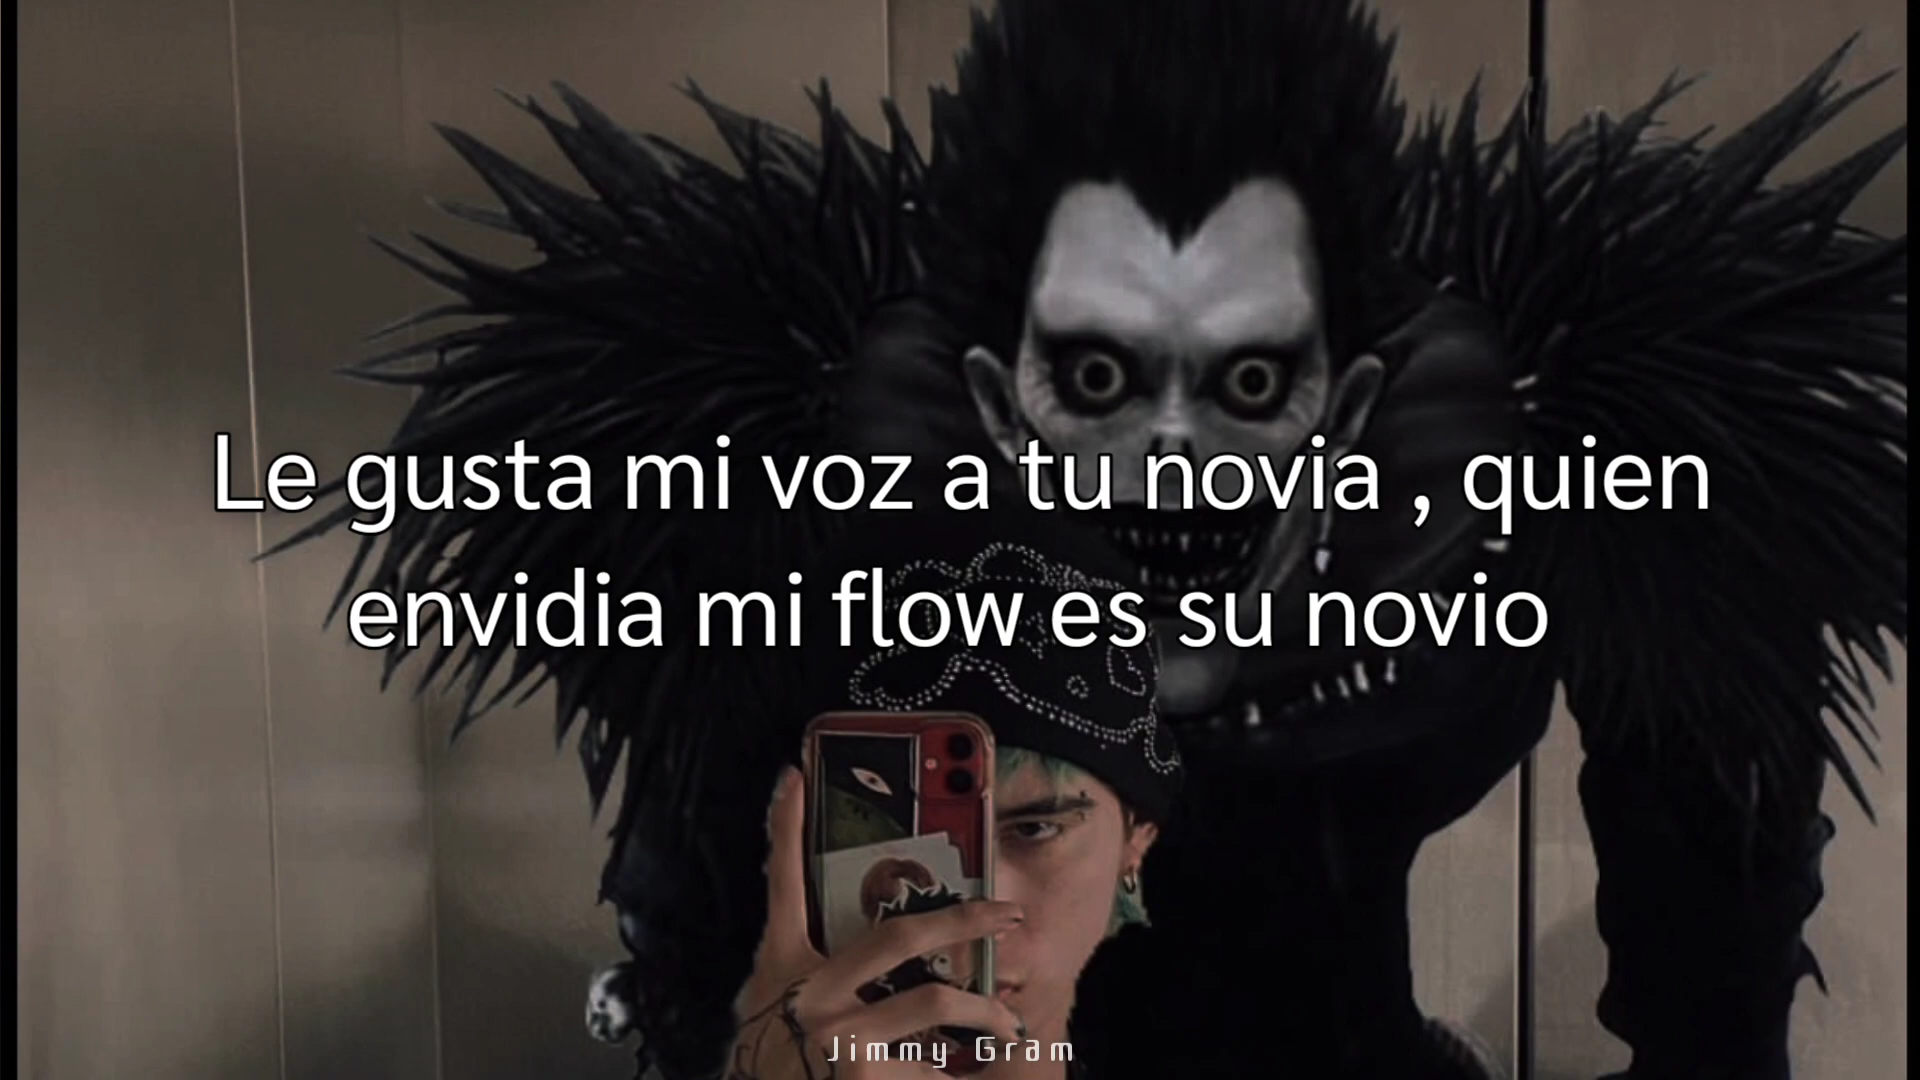 Le gusta mi voz a tu novia , quien
envidia mi flow es su novio
Jimmy Gram